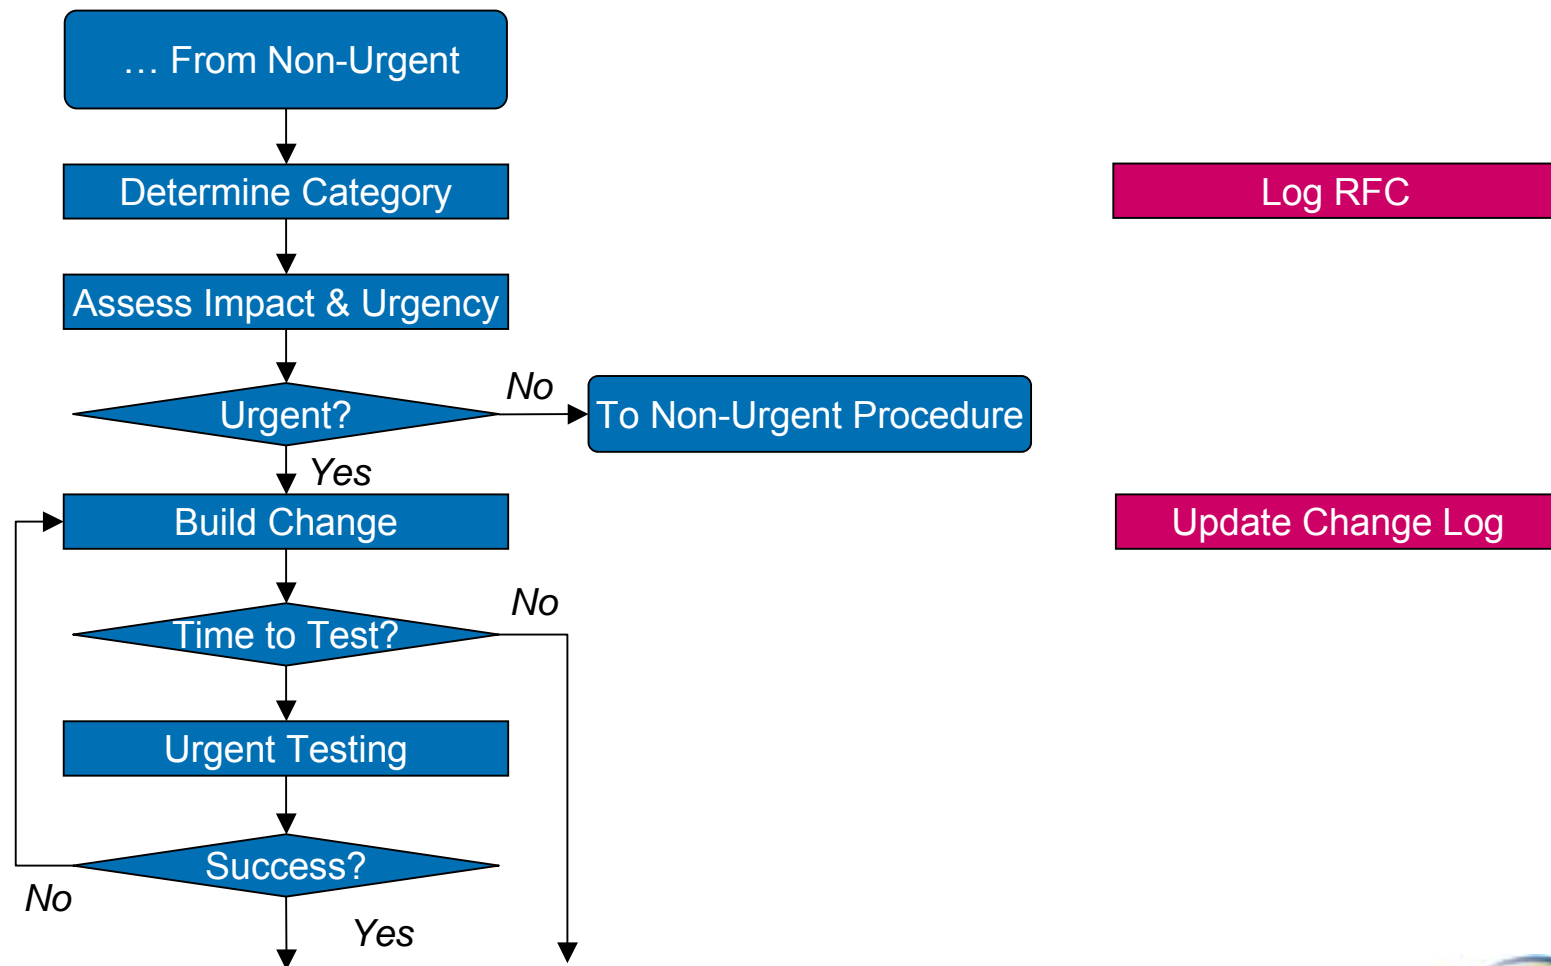 … From Non-Urgent
Determine Category
Log RFC
Assess Impact & Urgency
Urgent?
No
To Non-Urgent Procedure
Yes
Build Change
Update Change Log
Time to Test?
No
Urgent Testing
Success?
No
Yes